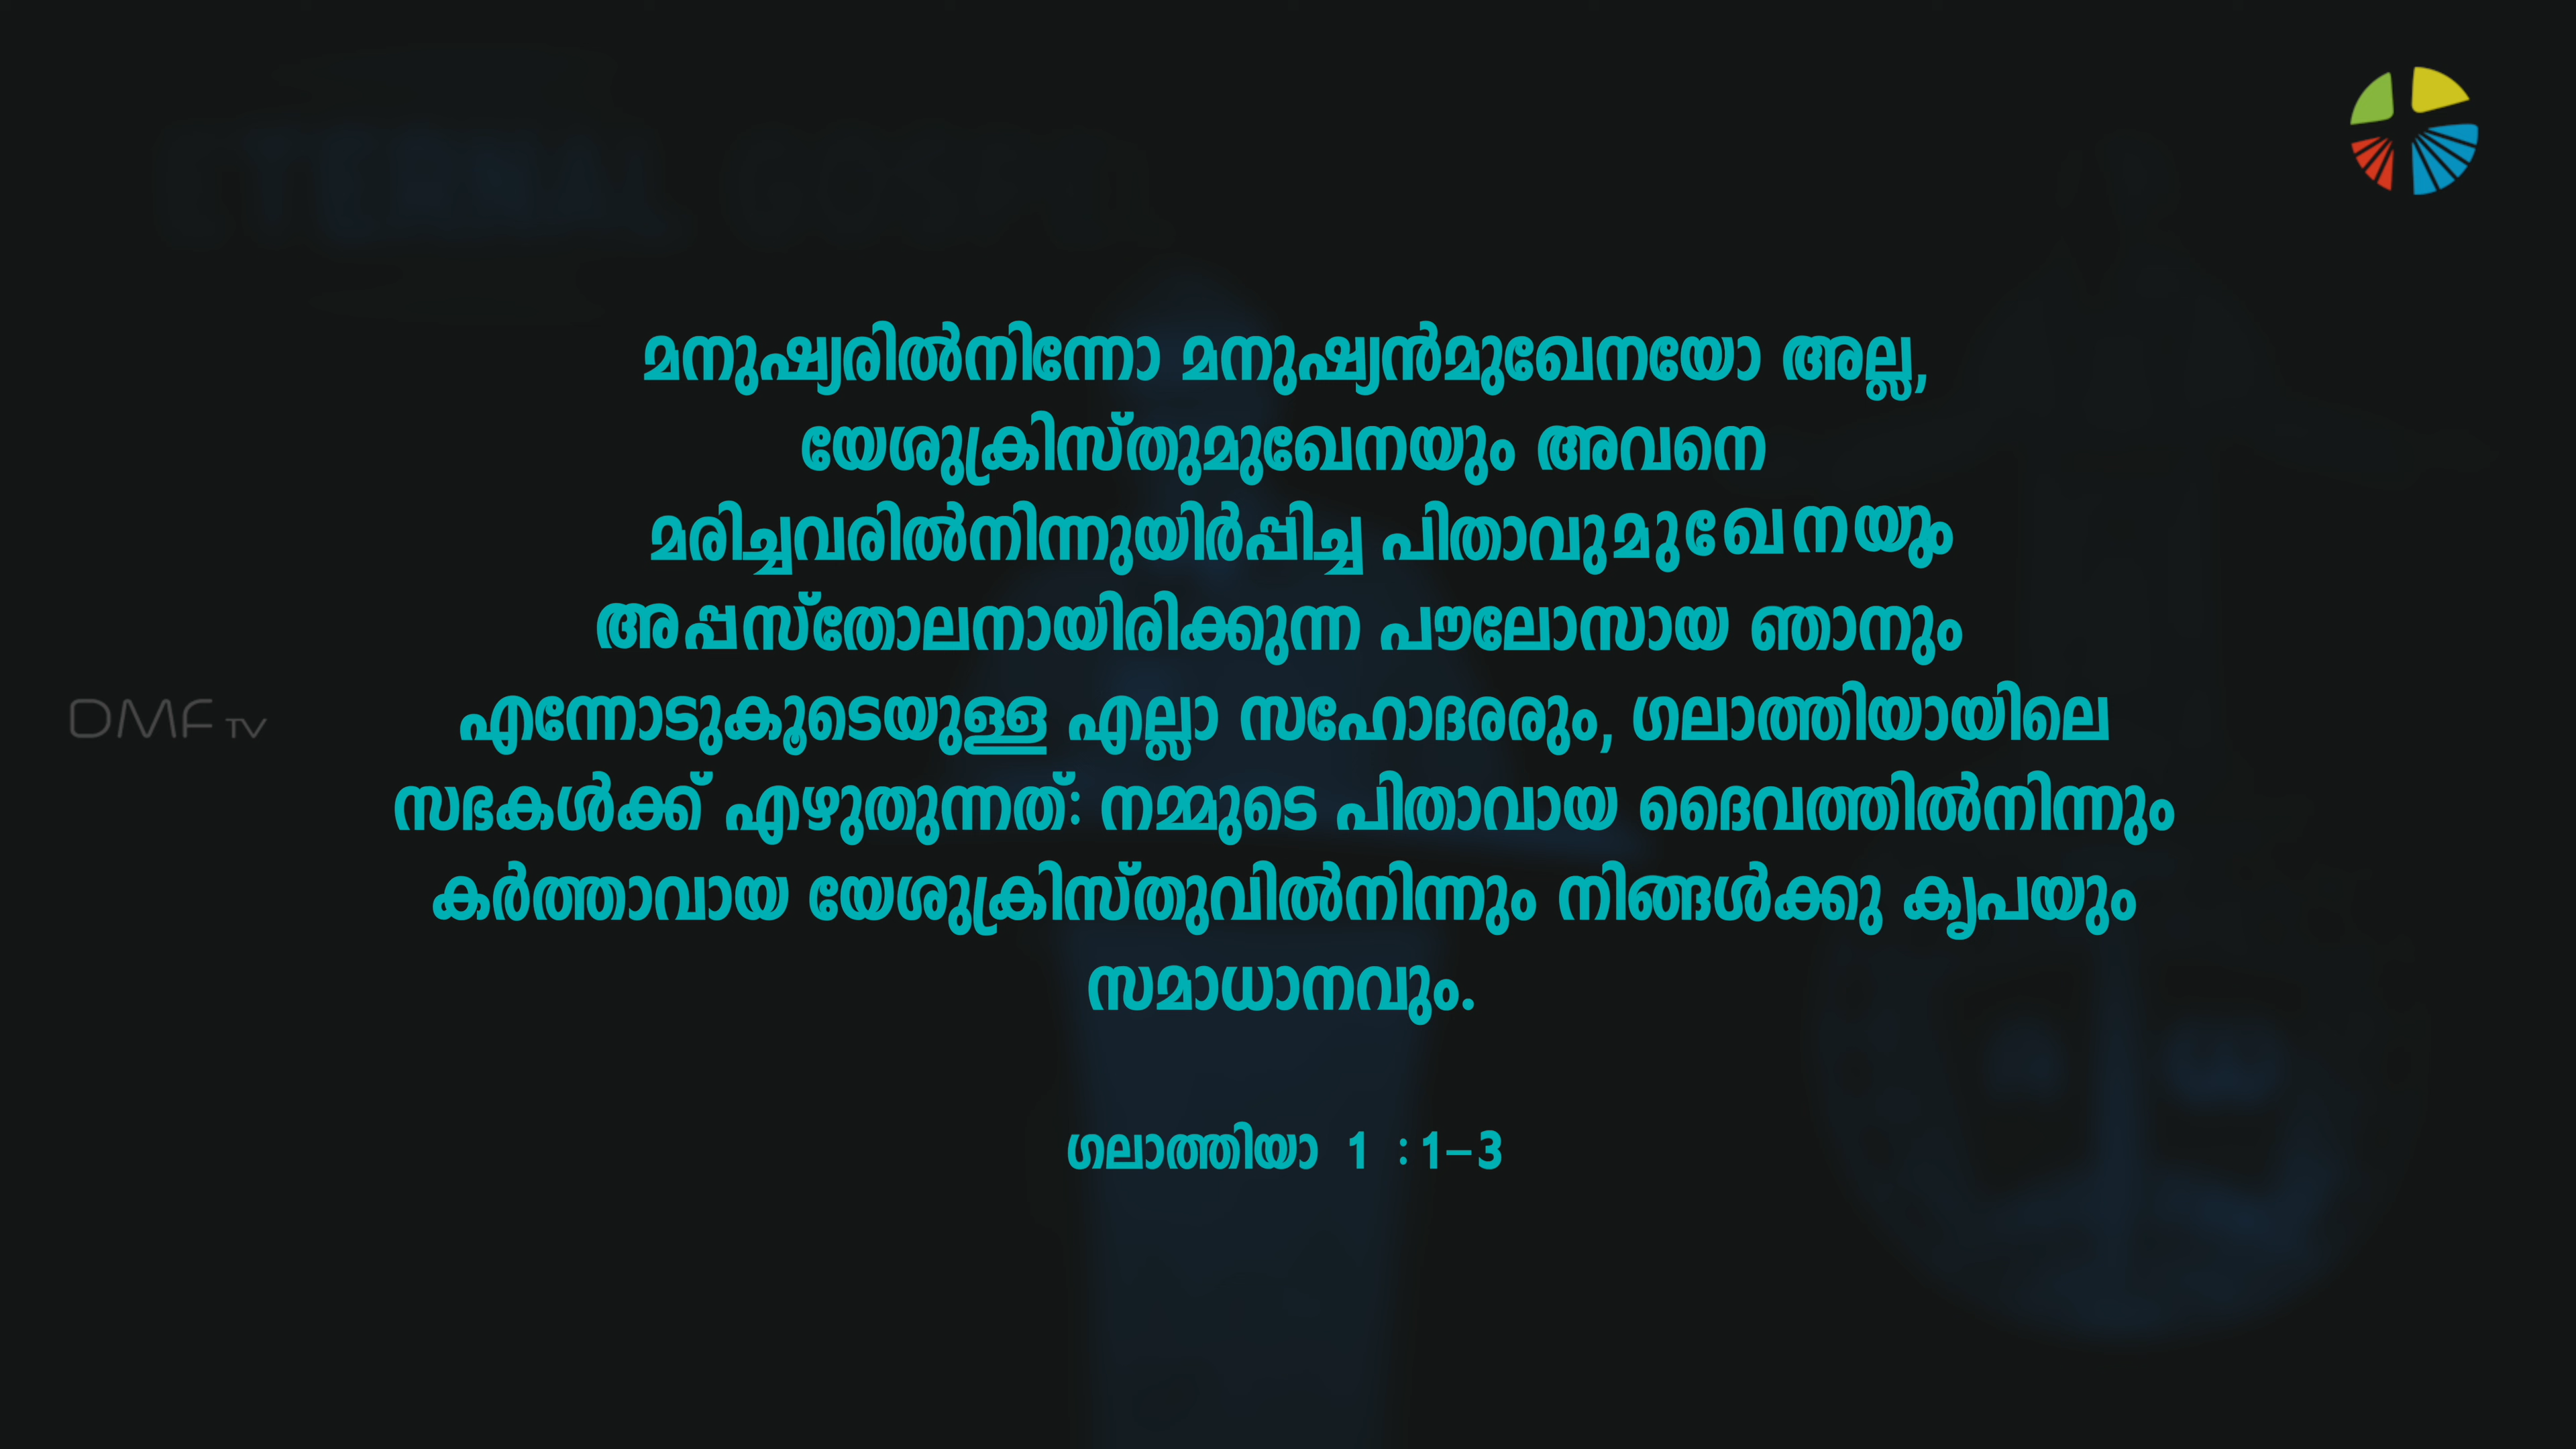 മനുഷ്യരിൽനിന്നോ മനുഷ്യൻമുഖേനയോ അല്ല,
യേശുക്രിസ്തുമുഖേനയും അവനെ
മരിച്ചവരിൽനിന്നുയിർപ്പിച്ച പിതാവുമുഖേനയും
അപ്പസ്തോലനായിരിക്കുന്ന പൗലോസായ ഞാനും
എന്നോടുകൂടെയുള്ള എല്ലാ സഹോദരരും, ഗലാത്തിയായിലെ
DMF TV
സഭകൾക്ക് എഴുതുന്നത്: നമ്മുടെ പിതാവായ ദൈവത്തിൽനിന്നും
കർത്താവായ യേശുക്രിസ്തുവിൽനിന്നും നിങ്ങൾക്കു കൃപയും
സമാധാനവും.
ഗലാത്തിയാ 1 :1-3